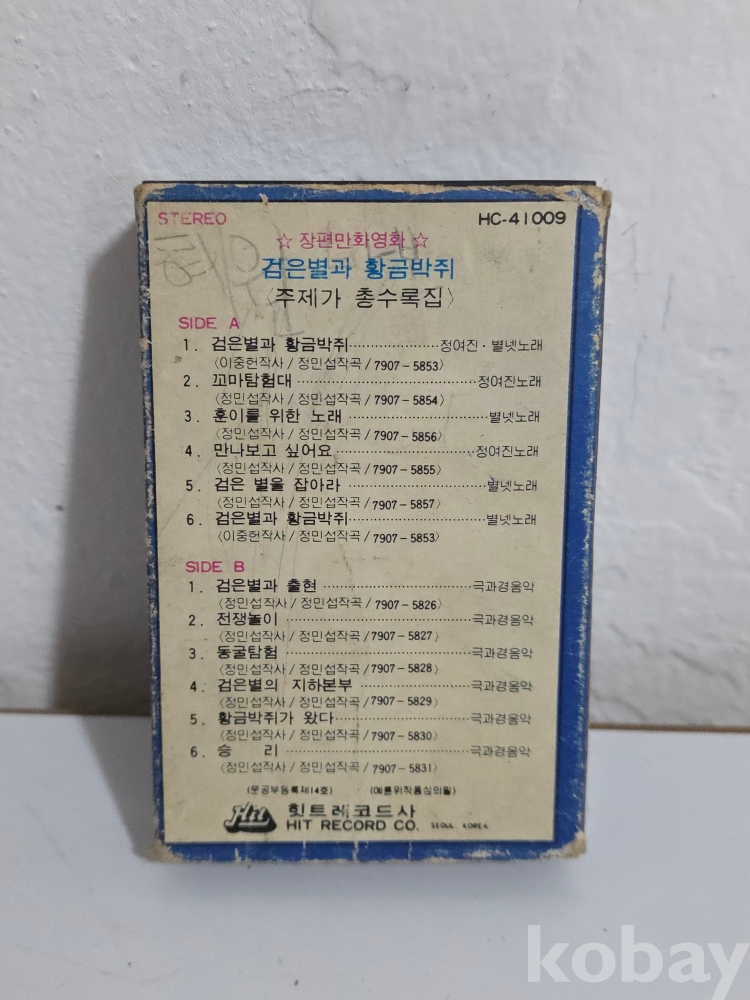 STEREO HC-41009
☆ 장편만화영화 ☆
검은별과 황금박쥐
〈주제가 총수록집〉
SIDE A
1. 검은별과 황금박쥐 정여진·별넷노래
〈이중헌작사/정민섭작곡/7907-5853〉
2. 꼬마탐험대 정여진노래
〈정민섭작사/정민섭작곡/7907-5854〉
3. 훈이를 위한 노래 별넷노래
〈정민섭작사/정민섭작곡/7907-5856〉
4. 만나보고 싶어요 정여진노래
〈정민섭작사/정민섭작곡/7907-5855〉
5. 검은 별을 잡아라 별넷노래
〈정민섭작사/정민섭작곡/7907-5857〉
6. 검은별과 황금박쥐 별넷노래
〈이중헌작사/정민섭작곡/7907-5853〉
SIDE B
1. 검은별과 출현 극과경음악
〈정민섭작사/정민섭작곡/7907-5826〉
2. 전쟁놀이 극과경음악
〈정민섭작사/정민섭작곡/7907-5827〉
3. 동굴탐험 극과경음악
〈정민섭작사/정민섭작곡/7907-5828〉
4. 검은별의 지하본부 극과경음악
〈정민섭작사/정민섭작곡/7907-5829〉
5. 황금박쥐가 왔다 극과경음악
〈정민섭작사/정민섭작곡/7907-5830〉
6. 승 리 극과경음악
〈정민섭작사/정민섭작곡/7907-5831〉
(문공부등록제14호) (예륜위작품심의필)
Hit 힛트레코드사
HIT RECORD CO. SEOUL KOREA
kobay